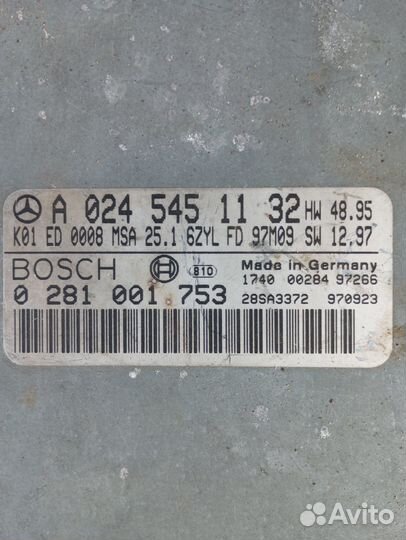 A 024 545 11 32 HW 48.95
K01 ED 0008 MSA 25.1 6ZYL FD 97M09 SW 12.97
BOSCH 810 Made in Germany
1740 00284 97266
0 281 001 753 28SA3372 970923
Avito